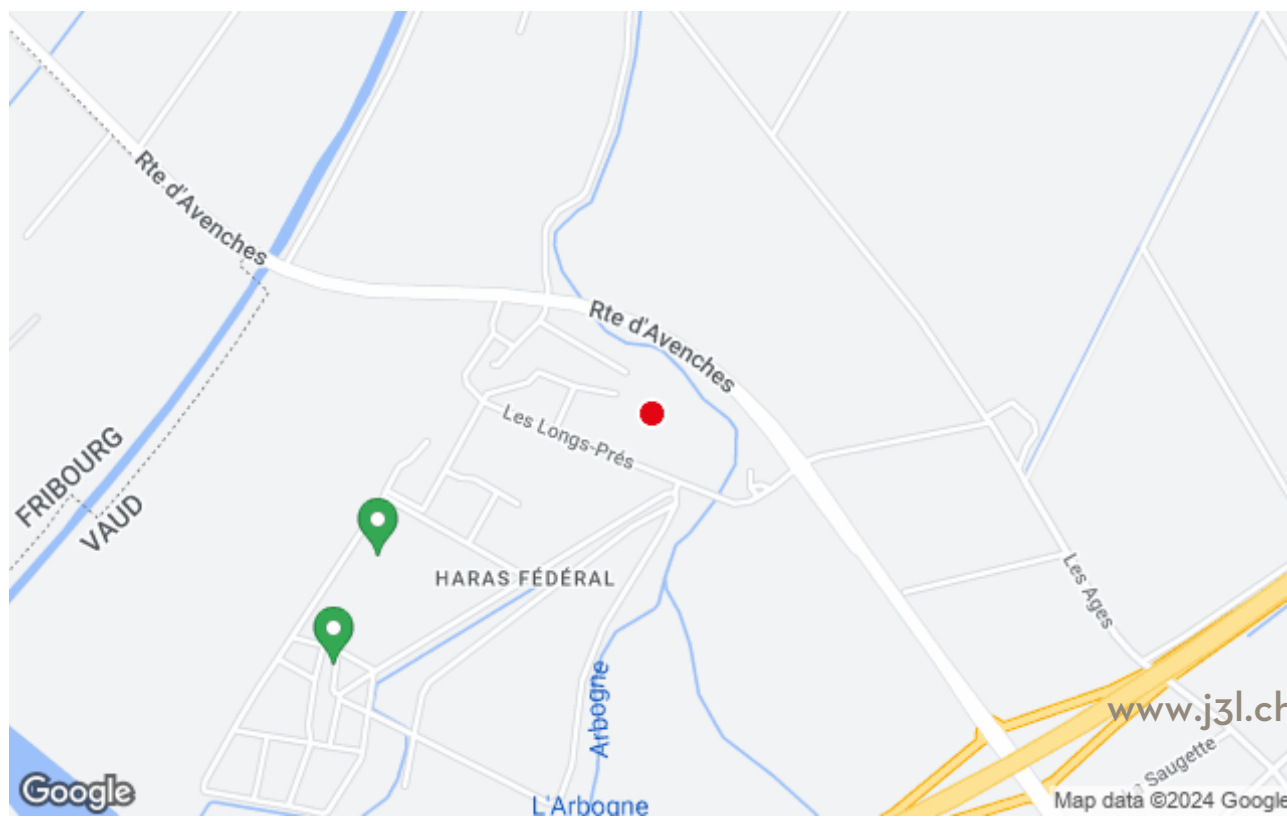 Rte d'Avenches
Rte d'Avenches
Les Longs-Prés
FRIBOURG
VAUD
HARAS FÉDÉRAL
Les Ages
Arbogne
www.j3l.ch
Saugette
Google
L'Arbogne
Map data ©2024 Google